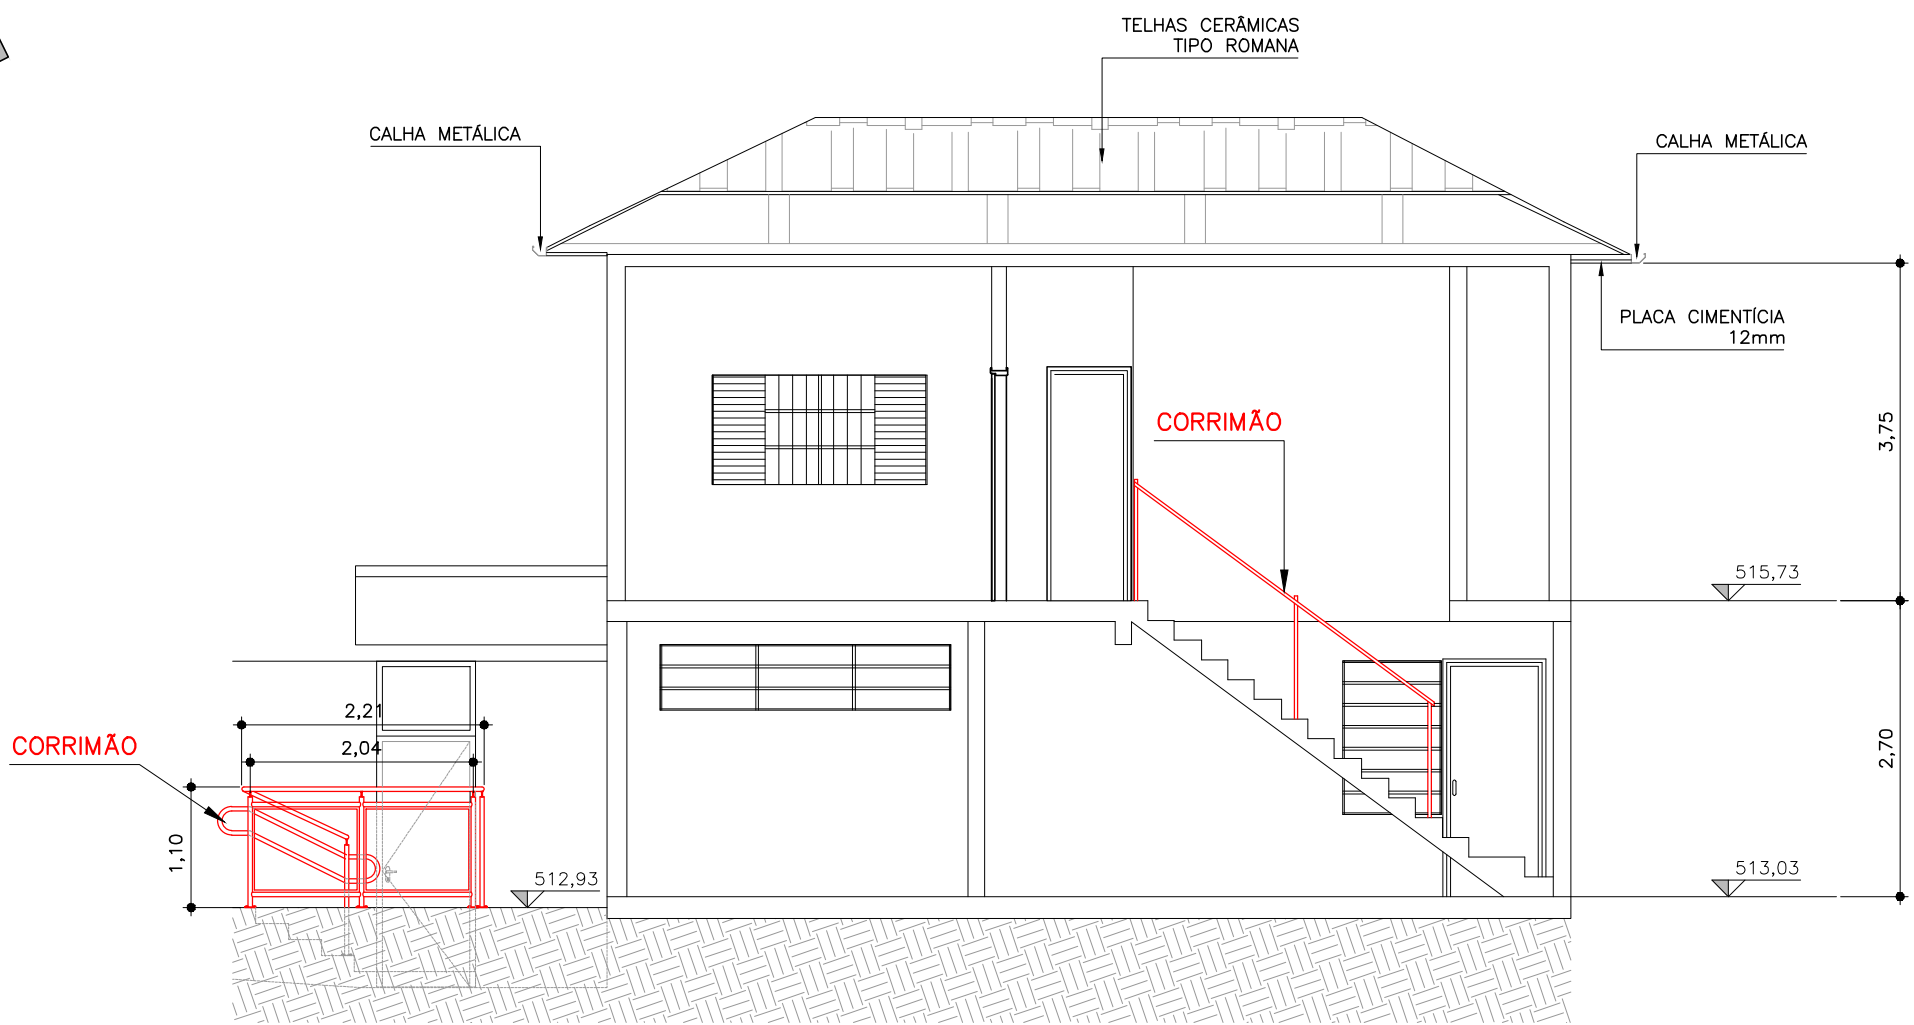 TELHAS CERÂMICAS
TIPO ROMANA
CALHA METÁLICA
CALHA METÁLICA
PLACA CIMENTÍCIA
12mm
3,75
CORRIMÃO
515,73
2,21
2,04
CORRIMÃO
2,70
1,10
512,93
513,03